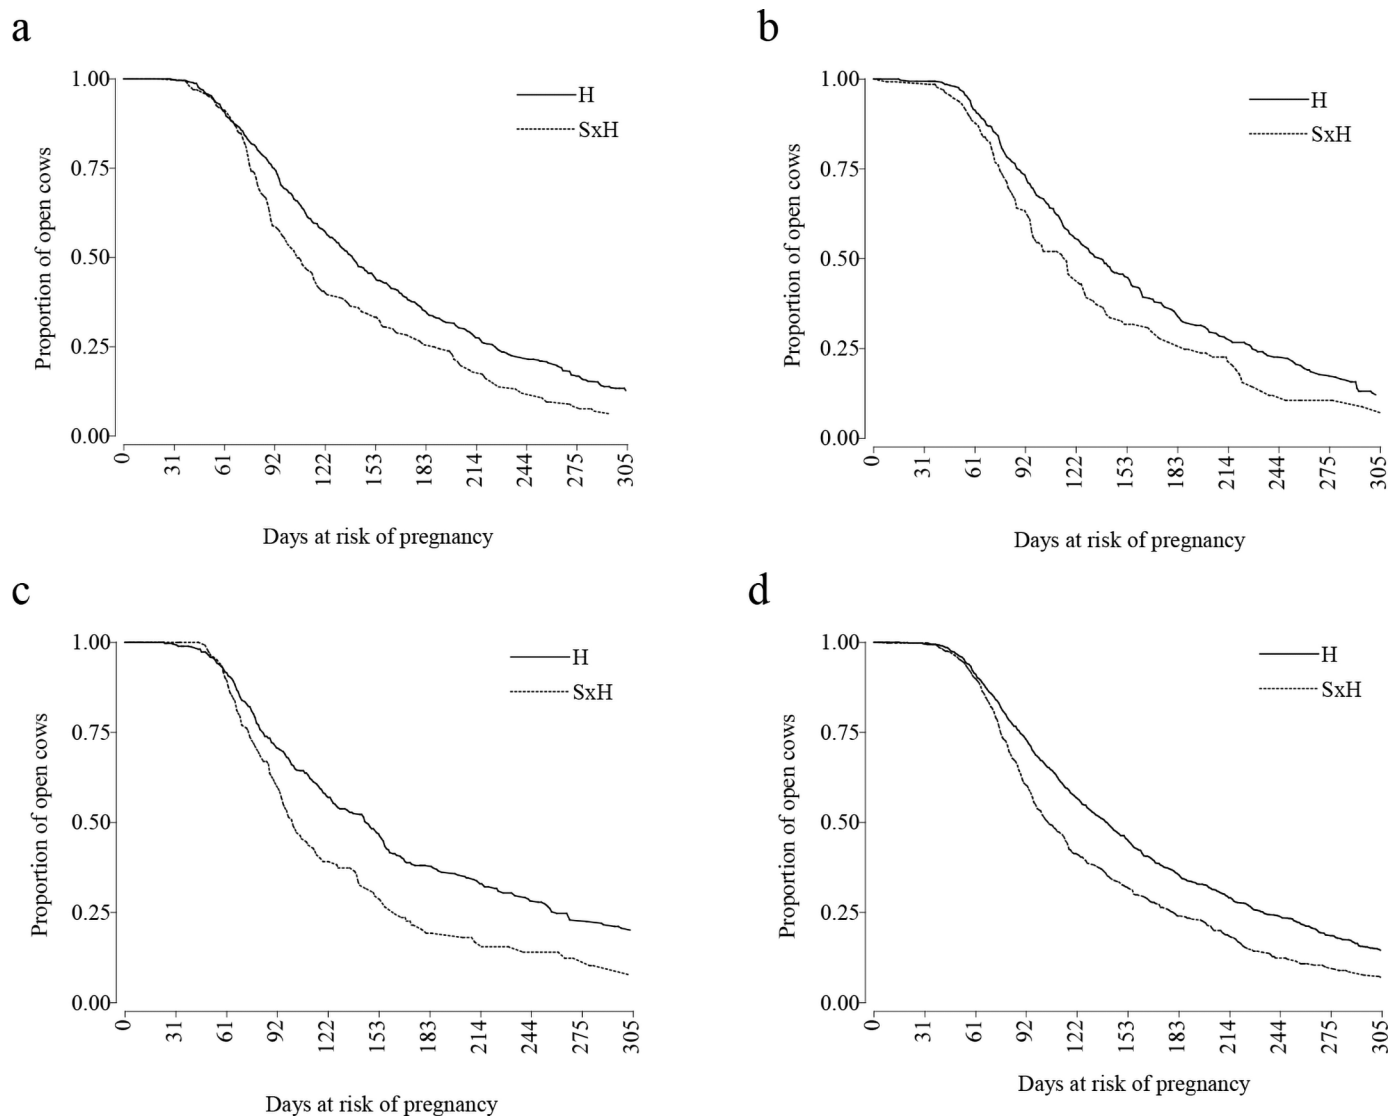 a
1.00
0.75
0.50
0.25
0.00
Proportion of open cows
H
SxH
0 31 61 92 122 153 183 214 244 275 305
Days at risk of pregnancy
b
1.00
0.75
0.50
0.25
0.00
Proportion of open cows
H
SxH
0 31 61 92 122 153 183 214 244 275 305
Days at risk of pregnancy
c
1.00
0.75
0.50
0.25
0.00
Proportion of open cows
H
SxH
0 31 61 92 122 153 183 214 244 275 305
Days at risk of pregnancy
d
1.00
0.75
0.50
0.25
0.00
Proportion of open cows
H
SxH
0 31 61 92 122 153 183 214 244 275 305
Days at risk of pregnancy